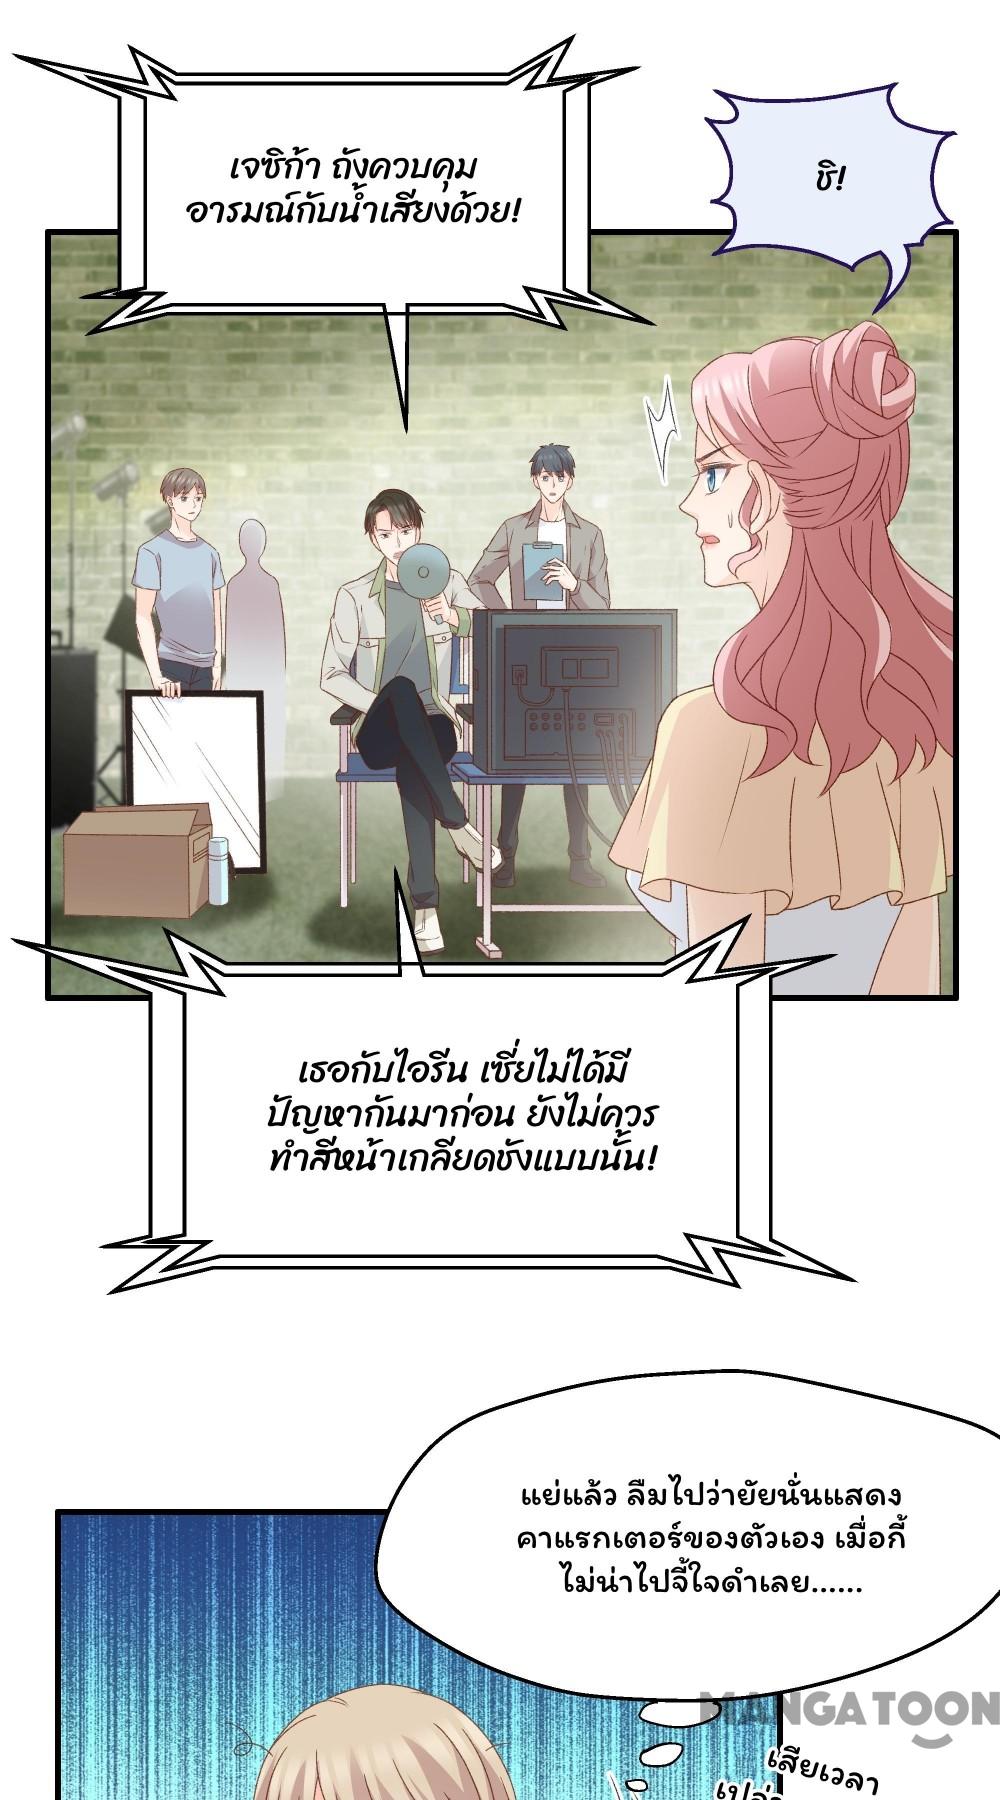 เจซิก้า ถังควบคุม
อารมณ์กับน้ำเสียงด้วย!
ชิ!
เธอกับไอรีน เซี่ยไม่ได้มี
ปัญหากันมาก่อน ยังไม่ควร
ทำสีหน้าเกลียดชังแบบนั้น!
แย่แล้ว ลืมไปว่ายัยนั่นแสดง
คาแรกเตอร์ของตัวเอง เมื่อกี้
ไม่น่าไปจี้ใจดำเลย......
MANGATOON
เสียเวลา